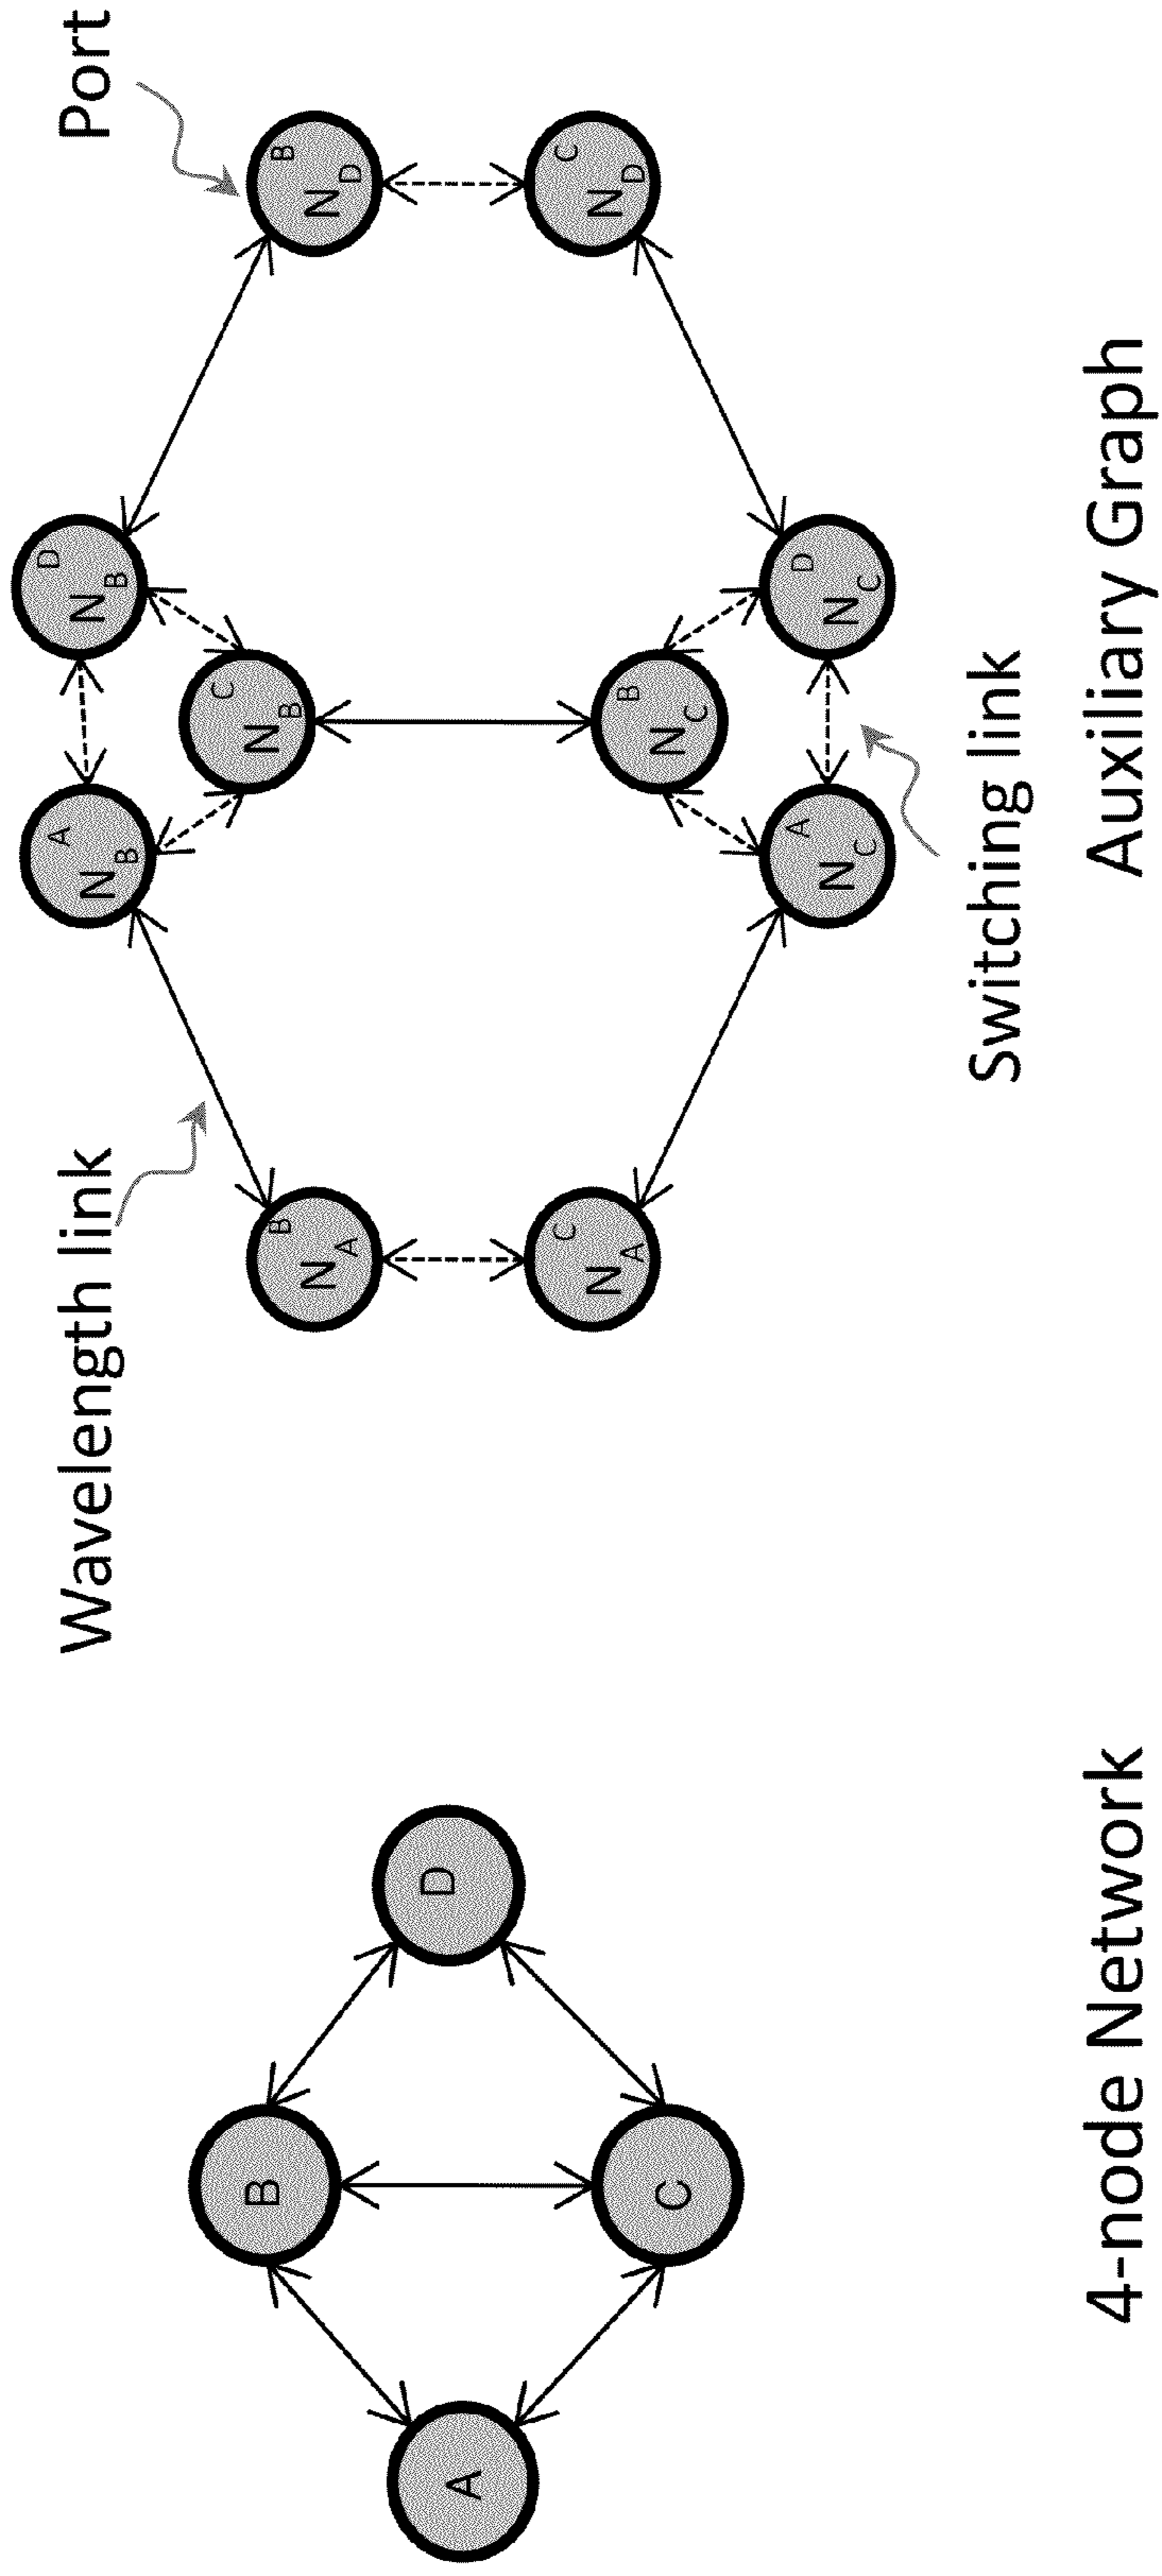 A
B
C
D
4-node Network
Wavelength link
Port
N_A^B
N_A^C
N_B^A
N_B^D
N_B^C
N_C^B
N_C^A
N_C^D
N_D^B
N_D^C
Switching link
Auxiliary Graph